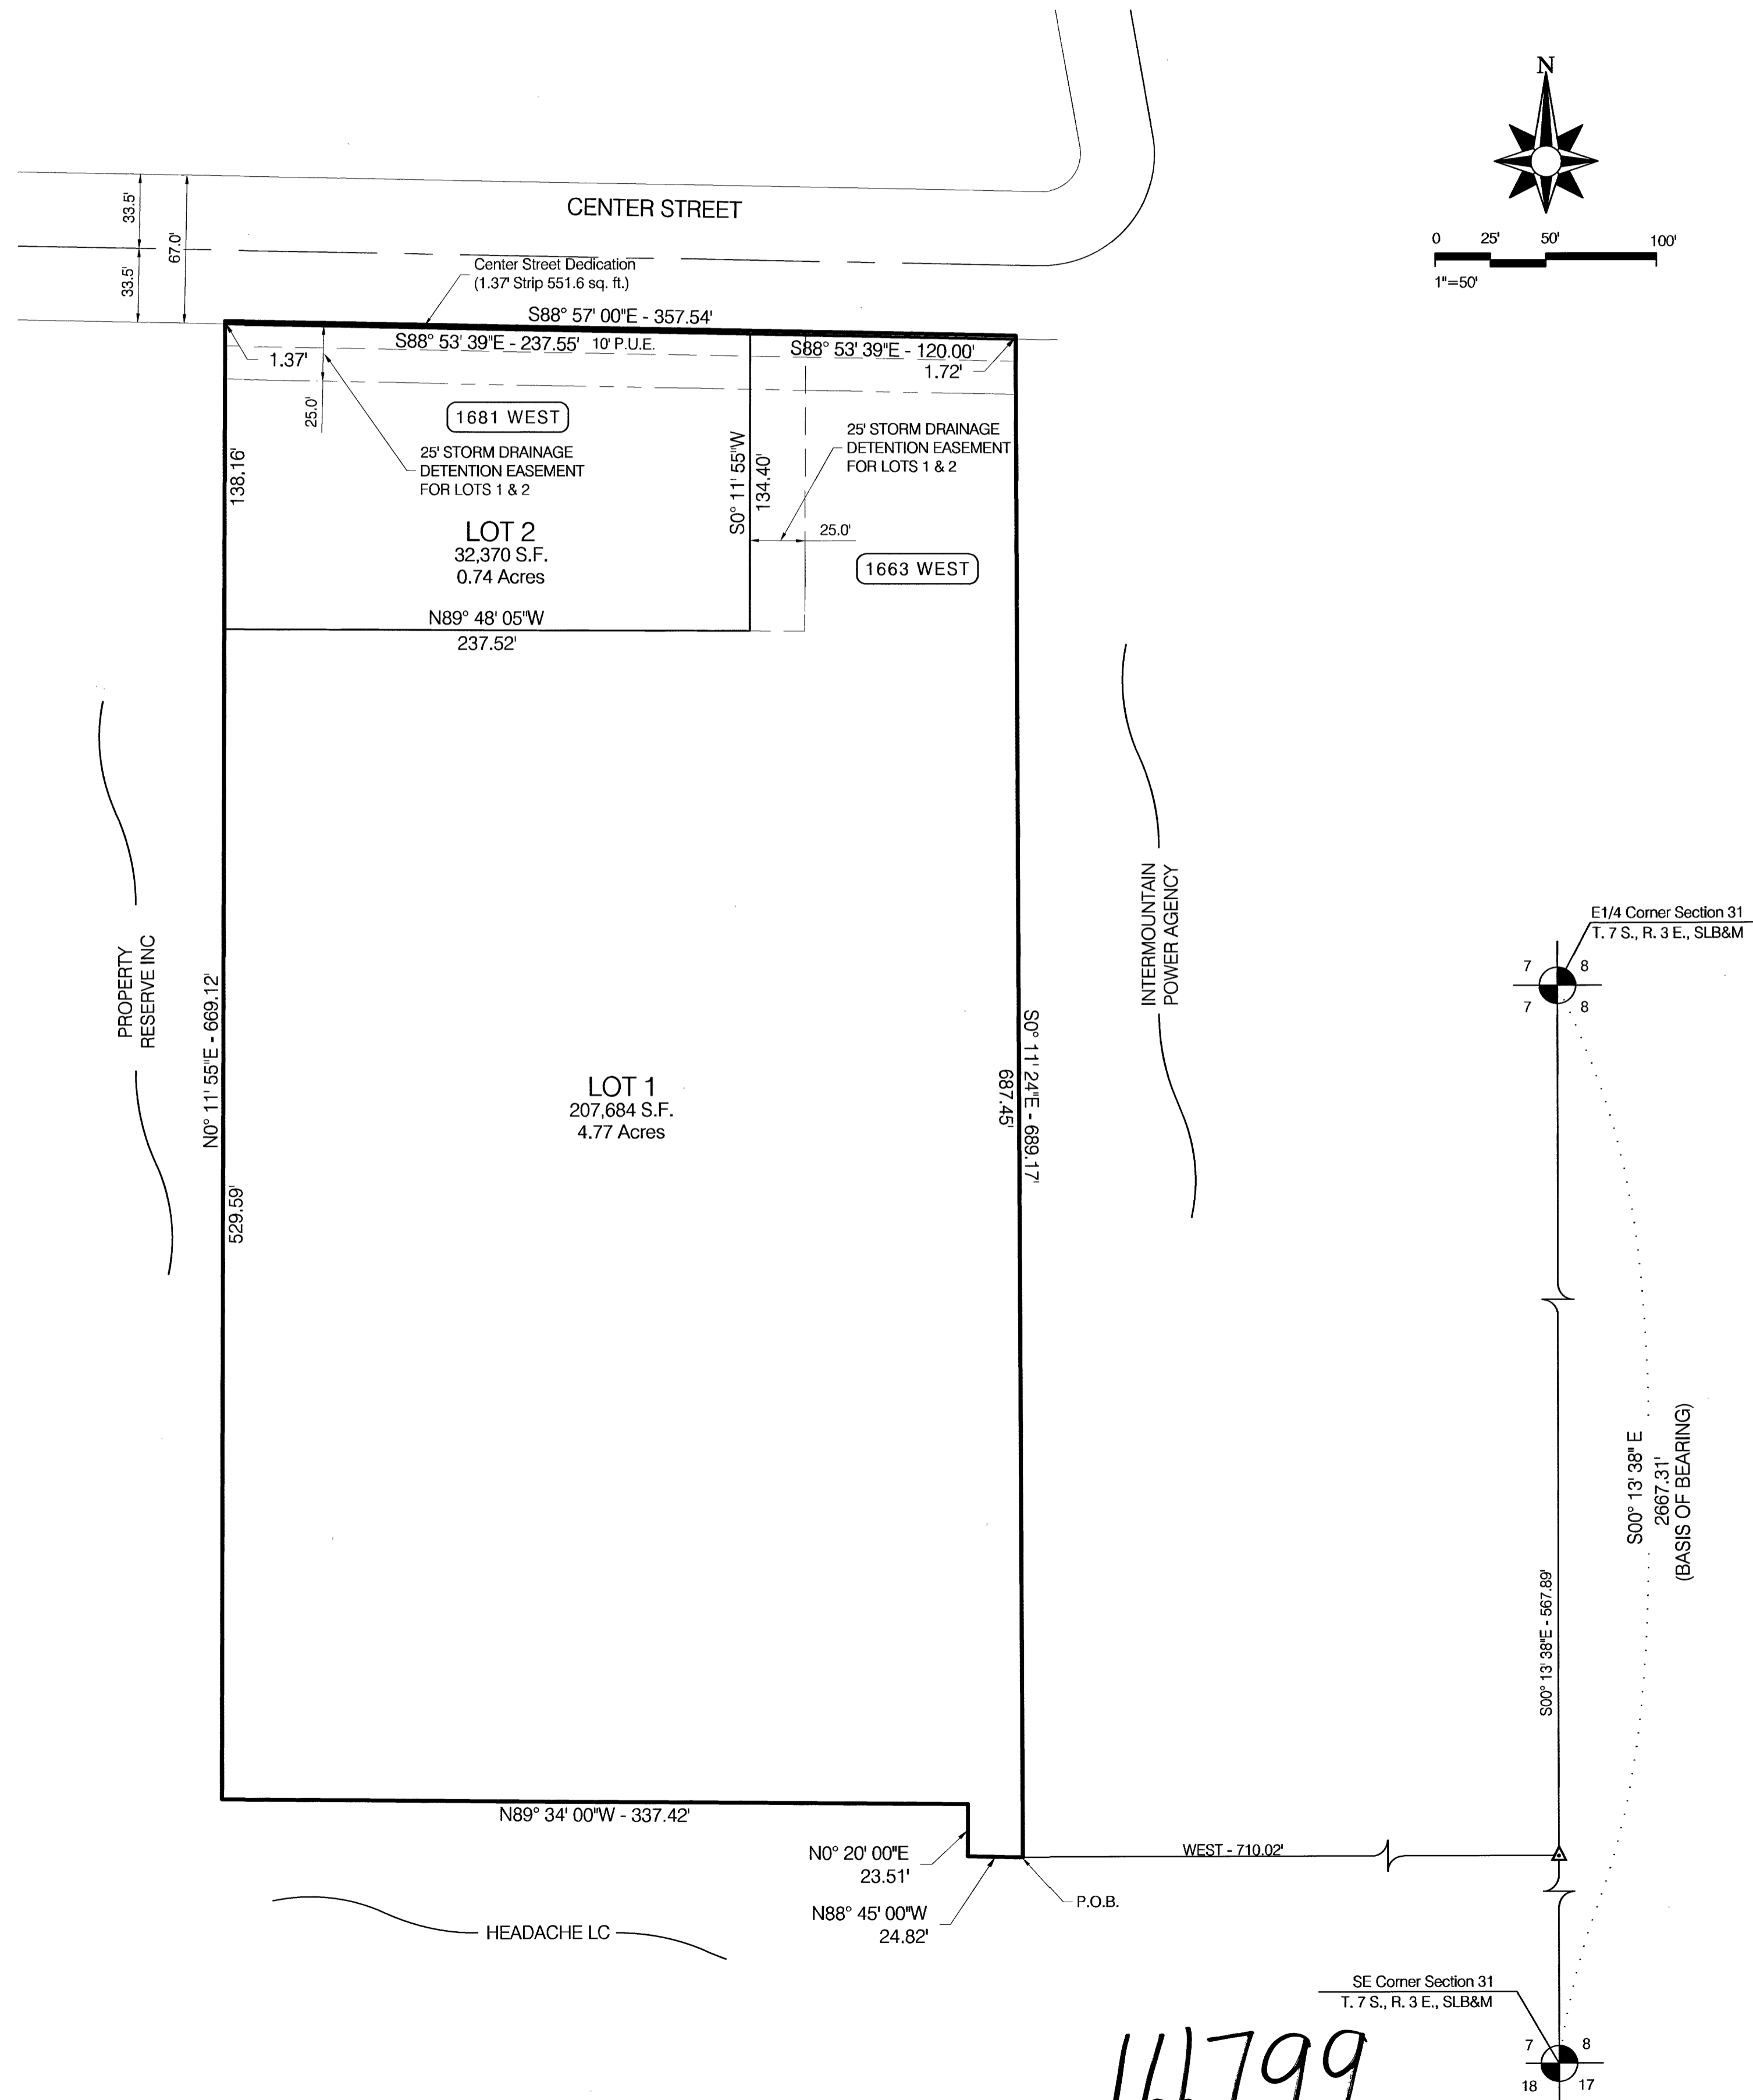 N
0 25' 50' 100'
1"=50'
33.5'
33.5'
67.0'
CENTER STREET
Center Street Dedication
(1.37' Strip 551.6 sq. ft.)
S88° 57' 00"E - 357.54'
S88° 53' 39"E - 237.55'
10' P.U.E.
S88° 53' 39"E - 120.00'
1.37'
1.72'
25.0'
1681 WEST
25' STORM DRAINAGE
DETENTION EASEMENT
FOR LOTS 1 & 2
25' STORM DRAINAGE
DETENTION EASEMENT
FOR LOTS 1 & 2
138.16'
S0° 11' 55"W
134.40'
25.0'
LOT 2
32,370 S.F.
0.74 Acres
1663 WEST
N89° 48' 05"W
237.52'
PROPERTY
RESERVE INC
N0° 11' 55"E - 669.12'
529.59'
LOT 1
207,684 S.F.
4.77 Acres
687.45'
S0° 11' 24"E - 689.17'
INTERMOUNTAIN
POWER AGENCY
E1/4 Corner Section 31
T. 7 S., R. 3 E., SLB&M
7 8
7 8
S00° 13' 38" E
2667.31'
(BASIS OF BEARING)
S00° 13' 38"E - 567.89'
N89° 34' 00"W - 337.42'
N0° 20' 00"E
23.51'
WEST - 710.02'
P.O.B.
N88° 45' 00"W
24.82'
HEADACHE LC
SE Corner Section 31
T. 7 S., R. 3 E., SLB&M
7 8
18 17